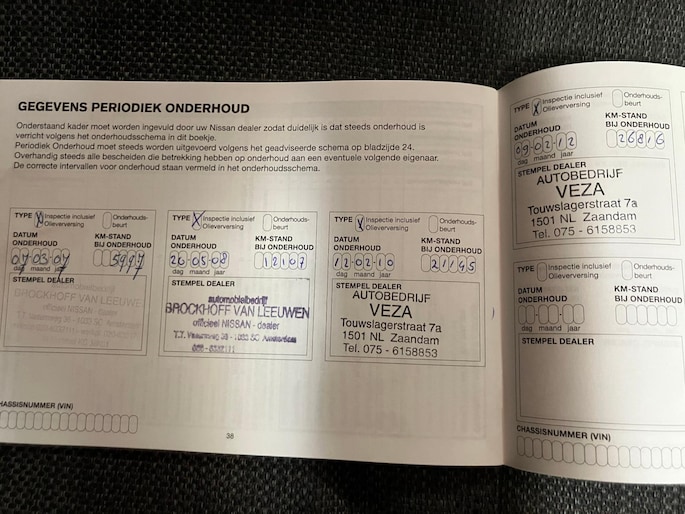 GEGEVENS PERIODIEK ONDERHOUD
Onderstaand kader moet worden ingevuld door uw Nissan dealer zodat duidelijk is dat steeds onderhoud is
verricht volgens het onderhoudsschema in dit boekje.
Periodiek Onderhoud moet steeds worden uitgevoerd volgens het geadviseerde schema op bladzijde 24.
Overhandig steeds alle bescheiden die betrekking hebben op onderhoud aan een eventuele volgende eigenaar.
De correcte intervallen voor onderhoud staan vermeld in het onderhoudsschema.
TYPE X Inspectie inclusief Olieverversing Onderhouds-beurt
DATUM ONDERHOUD
KM-STAND BIJ ONDERHOUD
07-03-07
5997
dag maand jaar
STEMPEL DEALER
BROCKHOFF VAN LEEUWEN
officieel NISSAN - dealer
TYPE X Inspectie inclusief Olieverversing Onderhouds-beurt
DATUM ONDERHOUD
KM-STAND BIJ ONDERHOUD
20-05-08
12107
dag maand jaar
STEMPEL DEALER
automobielbedrijf
BROCKHOFF VAN LEEUWEN
officieel NISSAN - dealer
Amsterdam
TYPE X Inspectie inclusief Olieverversing Onderhouds-beurt
DATUM ONDERHOUD
KM-STAND BIJ ONDERHOUD
12-02-10
21145
dag maand jaar
STEMPEL DEALER
AUTOBEDRIJF
VEZA
Touwslagerstraat 7a
1501 NL Zaandam
Tel. 075 - 6158853
CHASSISNUMMER (VIN)
38
TYPE X Inspectie inclusief Olieverversing Onderhouds-beurt
DATUM ONDERHOUD
KM-STAND BIJ ONDERHOUD
09-02-12
26816
dag maand jaar
STEMPEL DEALER
AUTOBEDRIJF
VEZA
Touwslagerstraat 7a
1501 NL Zaandam
Tel. 075 - 6158853
TYPE Inspectie inclusief Olieverversing Onderhouds-beurt
DATUM ONDERHOUD
KM-STAND BIJ ONDERHOUD
dag maand jaar
STEMPEL DEALER
CHASSISNUMMER (VIN)